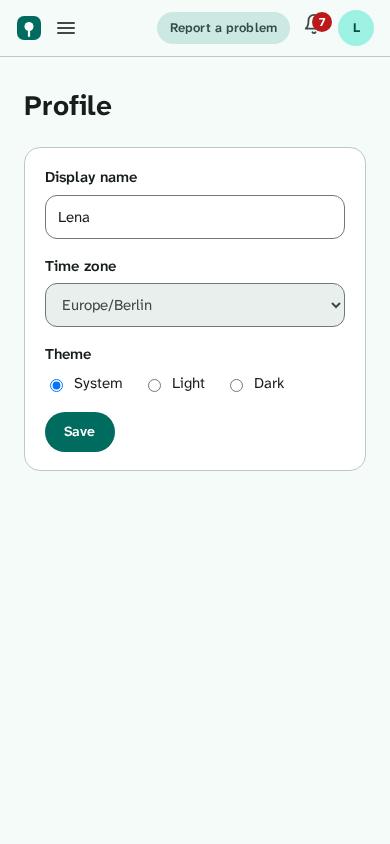 Report a problem
7
L
Profile
Display name
Lena
Time zone
Europe/Berlin
Theme
System Light Dark
Save